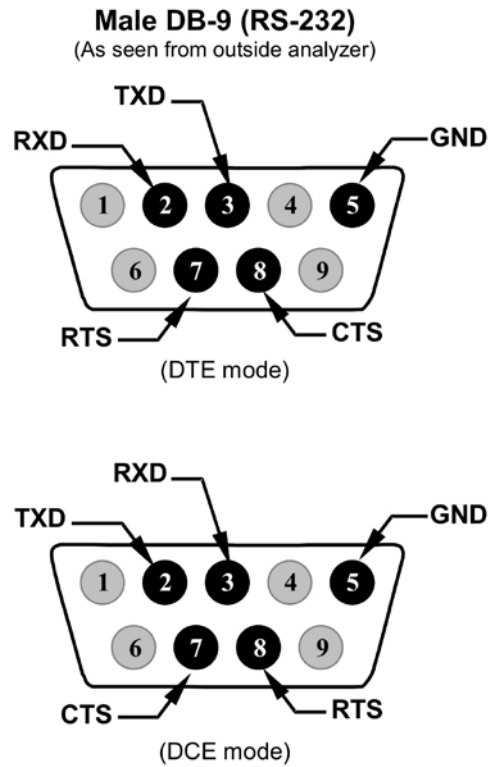 Male DB-9 (RS-232)
(As seen from outside analyzer)
TXD
RXD
GND
1 2 3 4 5
6 7 8 9
RTS
CTS
(DTE mode)
RXD
TXD
GND
1 2 3 4 5
6 7 8 9
CTS
RTS
(DCE mode)